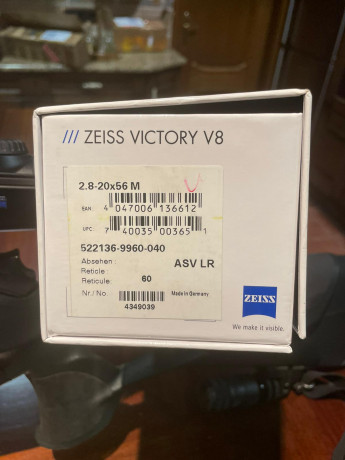 /// ZEISS VICTORY V8
2.8-20x56 M
EAN: 4 047006 136612
UPC: 7 40035 00365 1
522136-9960-040
Absehen: ASV LR
Reticle:
Reticule: 60
Nr / No. Made in Germany
4349039
ZEISS
We make it visible.